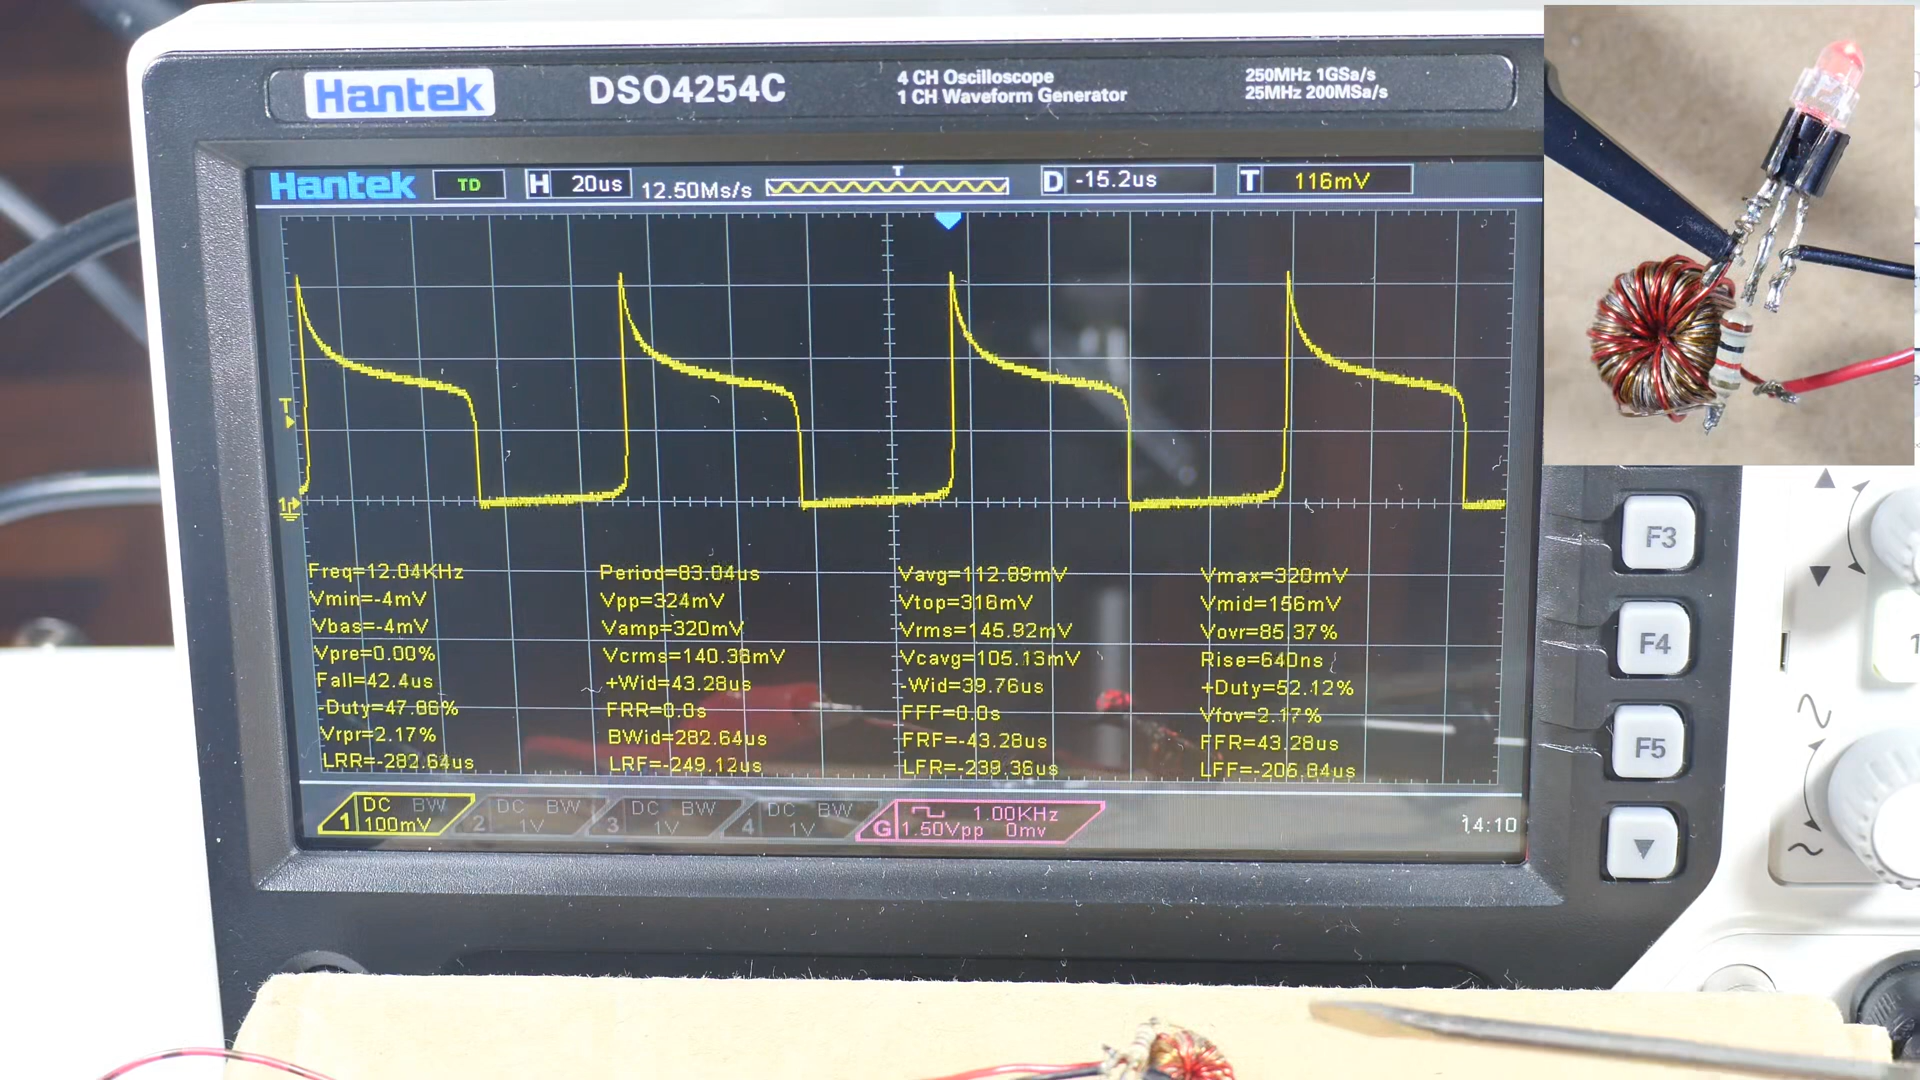 Hantek DSO4254C 4 CH Oscilloscope 250MHz 1GSa/s
1 CH Waveform Generator 25MHz 200MSa/s
Hantek TD H 20us 12.50Ms/s T D -15.2us T 116mV
T
1
Freq=12.04KHz Period=83.04us Vavg=112.89mV Vmax=320mV
Vmin=-4mV Vpp=324mV Vtop=316mV Vmid=156mV
Vbas=-4mV Vamp=320mV Vrms=145.92mV Vovr=85.37%
Vpre=0.00% Vcrms=140.36mV Vcavg=105.13mV Rise=640ns
Fall=42.4us +Wid=43.28us -Wid=39.76us +Duty=52.12%
-Duty=47.86% FRR=0.0s FFF=0.0s Vfov=2.17%
Vrpr=2.17% BWid=282.64us FRF=-43.28us FFR=43.28us
LRR=-282.64us LRF=-249.12us LFR=-239.36us LFF=-206.84us
1 DC BW 100mV 2 DC BW 1V 3 DC BW 1V 4 DC BW 1V G 1.00KHz 1.50Vpp 0mv 14:10
F3
F4
F5